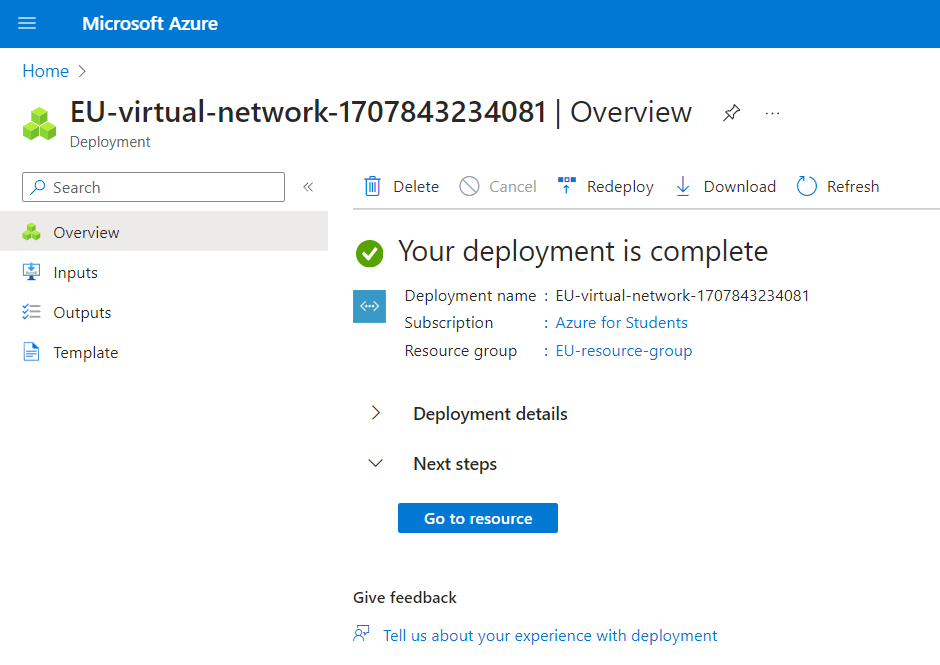 Microsoft Azure
Home
EU-virtual-network-1707843234081 | Overview
Deployment
Search
Delete Cancel Redeploy Download Refresh
Overview
Inputs
Outputs
Template
Your deployment is complete
Deployment name : EU-virtual-network-1707843234081
Subscription : Azure for Students
Resource group : EU-resource-group
Deployment details
Next steps
Go to resource
Give feedback
Tell us about your experience with deployment